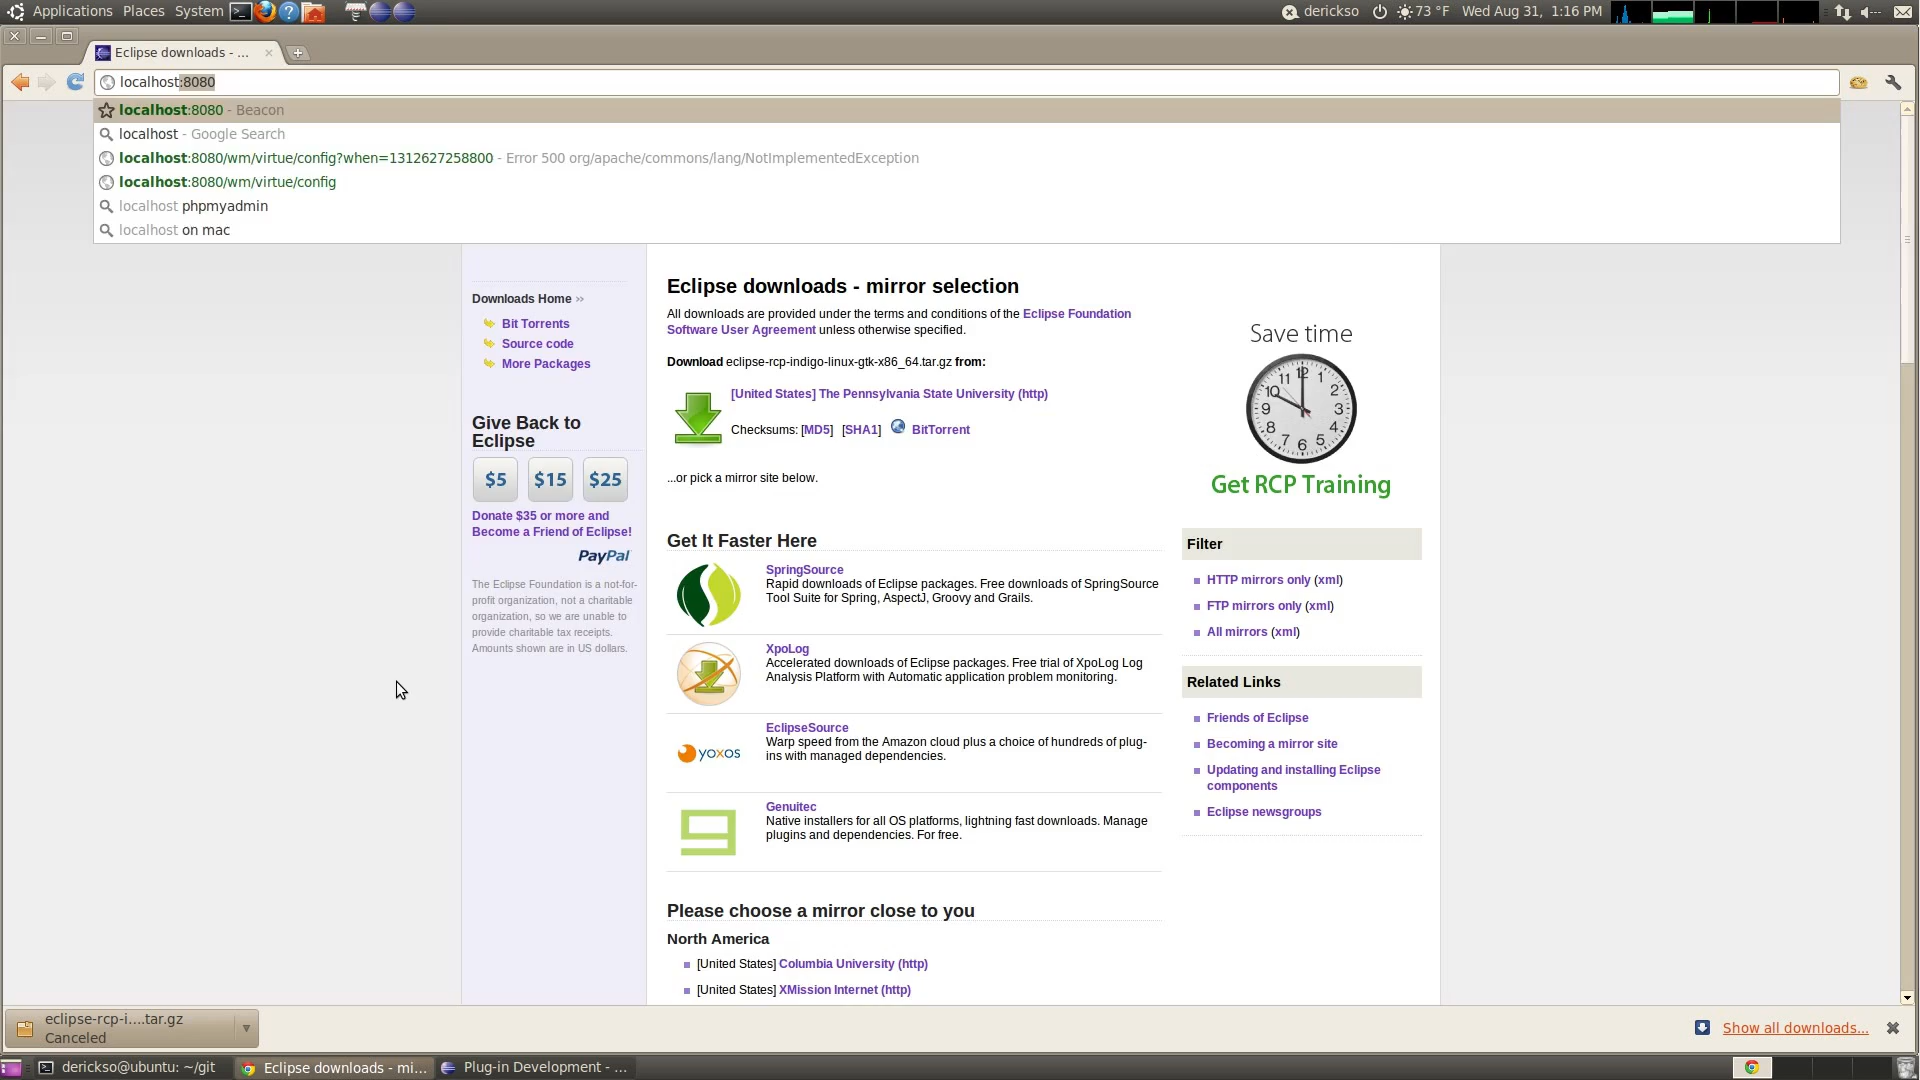 Applications Places System
derickso 73 °F Wed Aug 31, 1:16 PM
Eclipse downloads - ...
localhost:8080
localhost:8080 - Beacon
localhost - Google Search
localhost:8080/wm/virtue/config?when=1312627258800 - Error 500 org/apache/commons/lang/NotImplementedException
localhost:8080/wm/virtue/config
localhost phpmyadmin
localhost on mac
Downloads Home
Bit Torrents
Source code
More Packages
Give Back to
Eclipse
$5 $15 $25
Donate $35 or more and
Become a Friend of Eclipse!
PayPal
The Eclipse Foundation is a not-for-
profit organization, not a charitable
organization, so we are unable to
provide charitable tax receipts.
Amounts shown are in US dollars.
Eclipse downloads - mirror selection
All downloads are provided under the terms and conditions of the Eclipse Foundation
Software User Agreement unless otherwise specified.
Download eclipse-rcp-indigo-linux-gtk-x86_64.tar.gz from:
[United States] The Pennsylvania State University (http)
Checksums: [MD5] [SHA1] BitTorrent
...or pick a mirror site below.
Get It Faster Here
SpringSource
Rapid downloads of Eclipse packages. Free downloads of SpringSource
Tool Suite for Spring, AspectJ, Groovy and Grails.
XpoLog
Accelerated downloads of Eclipse packages. Free trial of XpoLog Log
Analysis Platform with Automatic application problem monitoring.
EclipseSource
yoxos
Warp speed from the Amazon cloud plus a choice of hundreds of plug-
ins with managed dependencies.
Genuitec
Native installers for all OS platforms, lightning fast downloads. Manage
plugins and dependencies. For free.
Please choose a mirror close to you
North America
[United States] Columbia University (http)
[United States] XMission Internet (http)
Save time
12 1 2 3 4 5 6 7 8 9 10 11
Get RCP Training
Filter
HTTP mirrors only (xml)
FTP mirrors only (xml)
All mirrors (xml)
Related Links
Friends of Eclipse
Becoming a mirror site
Updating and installing Eclipse
components
Eclipse newsgroups
eclipse-rcp-i....tar.gz
Canceled
Show all downloads...
derickso@ubuntu: ~/git Eclipse downloads - mi... Plug-in Development - ...